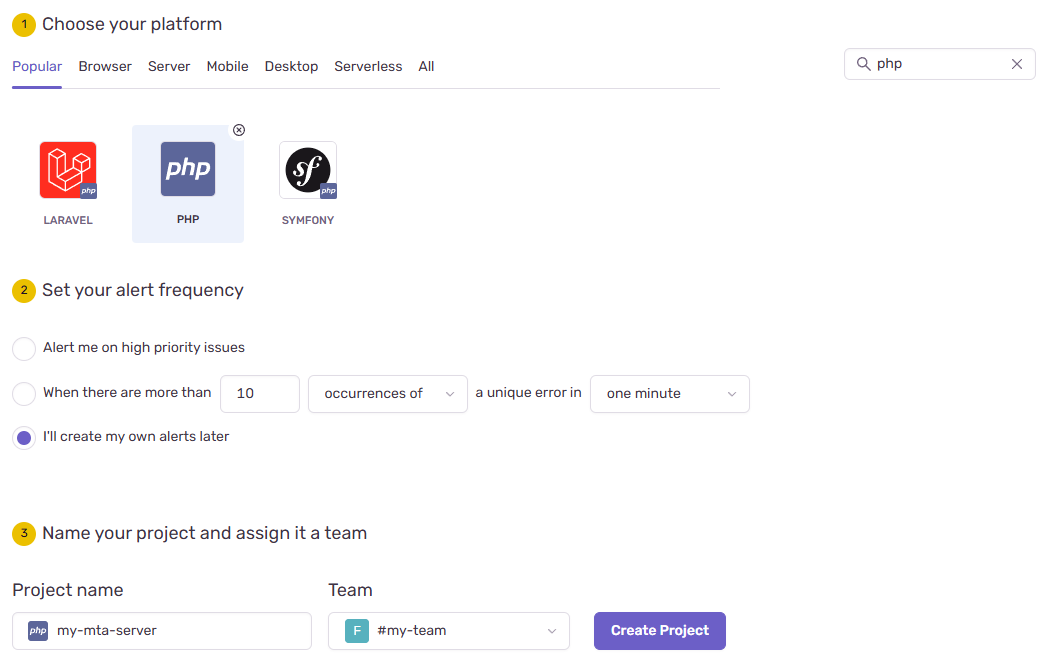 1 Choose your platform
Popular Browser Server Mobile Desktop Serverless All
php
php
php
php
LARAVEL PHP SYMFONY
2 Set your alert frequency
Alert me on high priority issues
When there are more than 10 occurrences of a unique error in one minute
I'll create my own alerts later
3 Name your project and assign it a team
Project name Team
php my-mta-server F #my-team Create Project